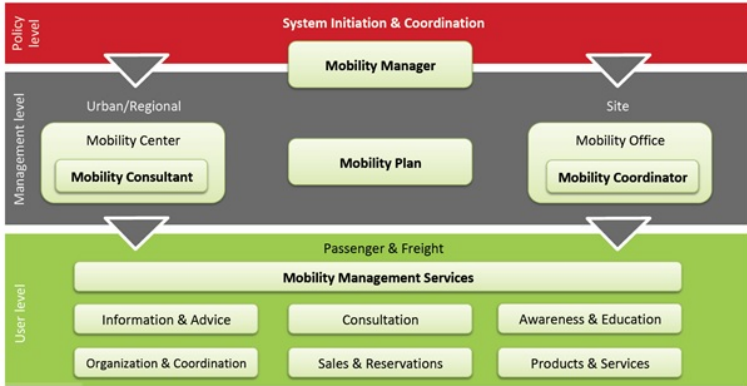 Policy level
System Initiation & Coordination
Mobility Manager
Management level
Urban/Regional
Site
Mobility Center
Mobility Consultant
Mobility Plan
Mobility Office
Mobility Coordinator
User level
Passenger & Freight
Mobility Management Services
Information & Advice
Consultation
Awareness & Education
Organization & Coordination
Sales & Reservations
Products & Services